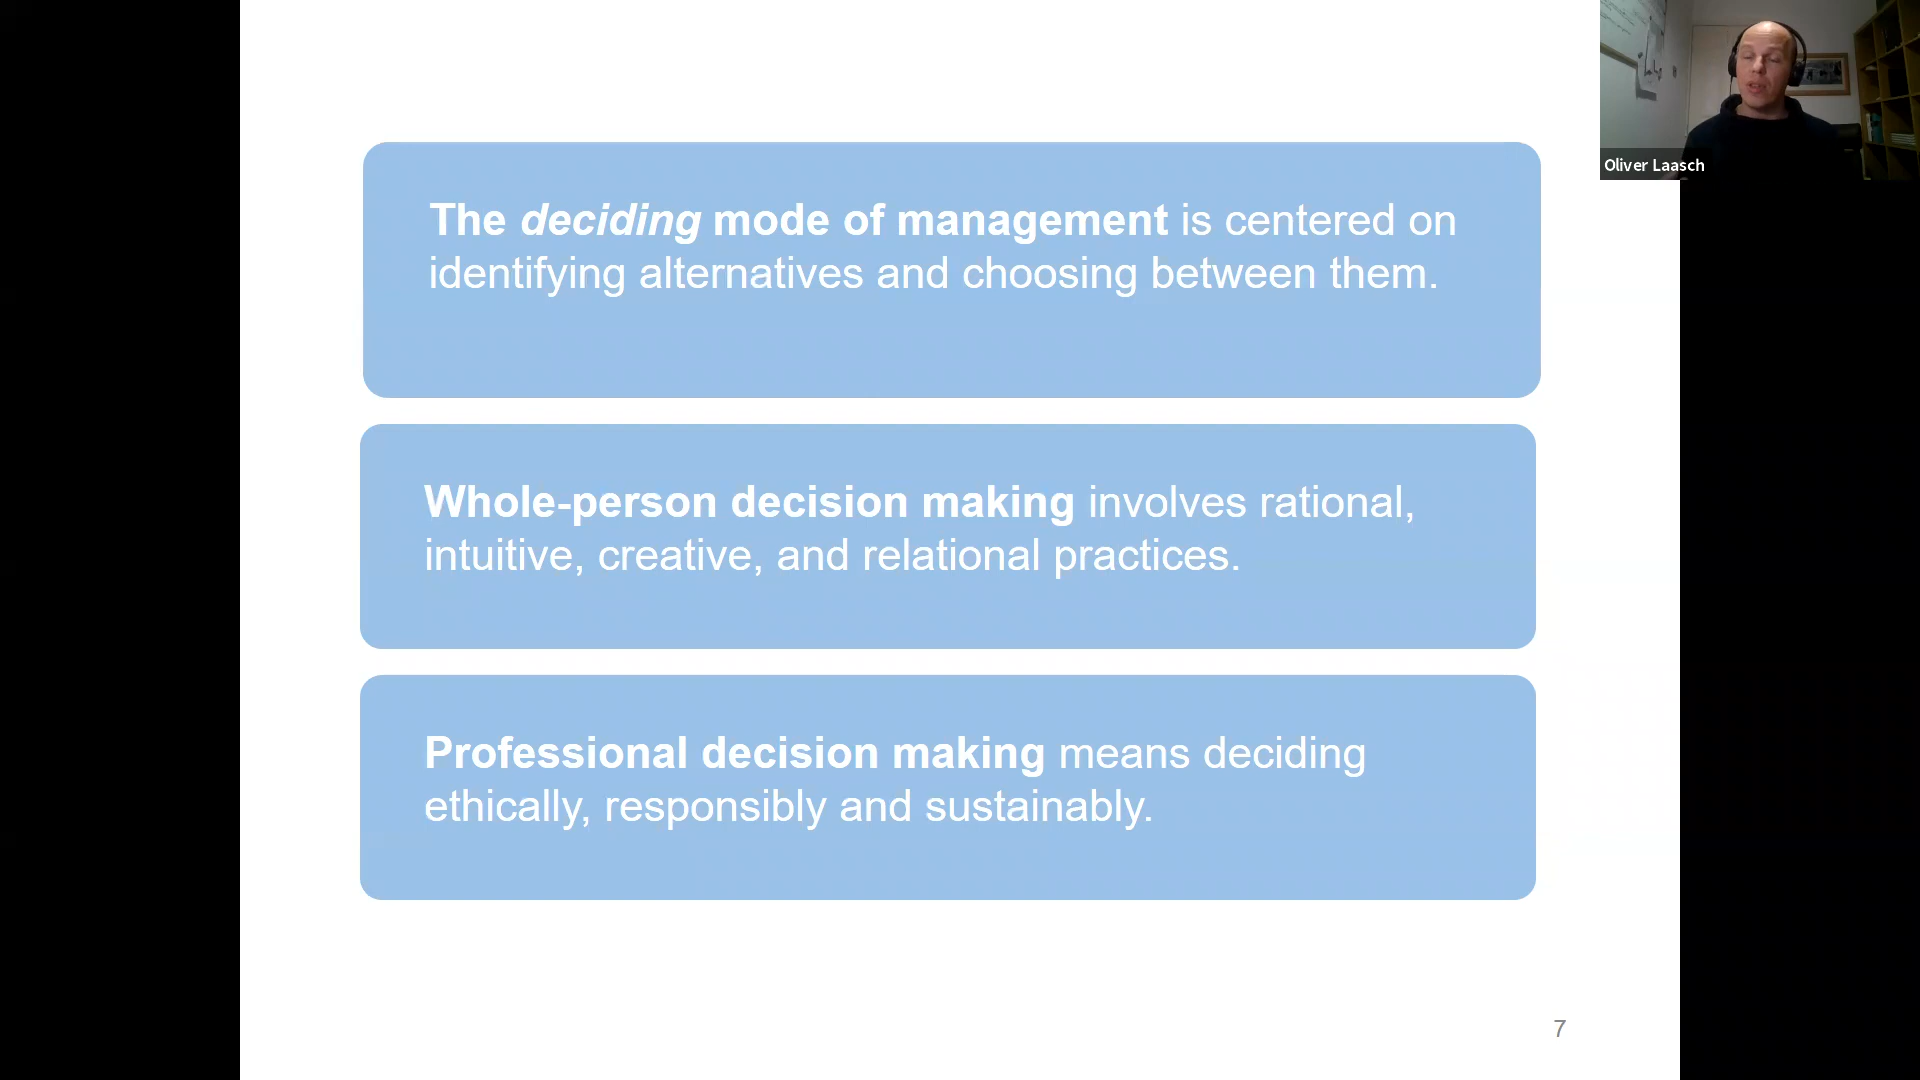 The deciding mode of management is centered on
identifying alternatives and choosing between them.
Whole-person decision making involves rational,
intuitive, creative, and relational practices.
Professional decision making means deciding
ethically, responsibly and sustainably.
7
Oliver Laasch